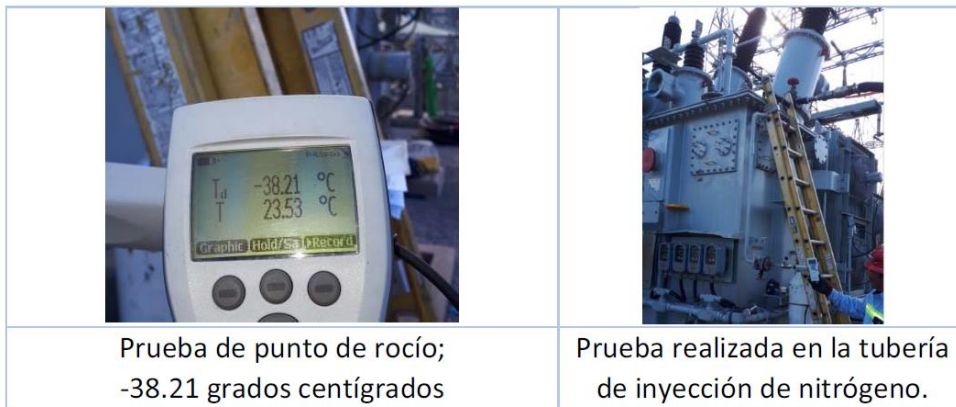 Td -38.21 °C
T 23.53 °C
Graphic Hold/Sa Record
Prueba de punto de rocío;
-38.21 grados centígrados
Prueba realizada en la tubería
de inyección de nitrógeno.